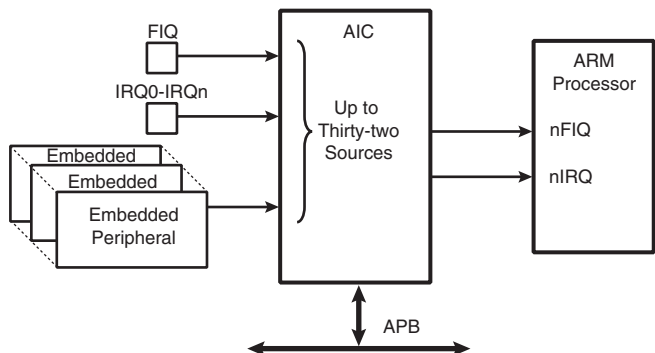 FIQ
IRQ0-IRQn
Embedded
Embedded
Embedded
Peripheral
AIC
Up to
Thirty-two
Sources
ARM
Processor
nFIQ
nIRQ
APB